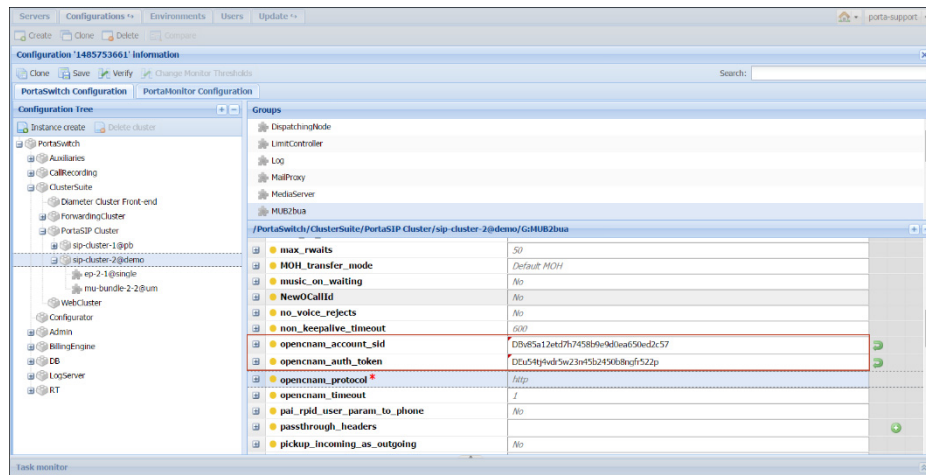 Servers Configurations Environments Users Update porta-support
Create Clone Delete Compare
Configuration '1485753661' information
Clone Save Verify Change Monitor Thresholds Search:
PortaSwitch Configuration PortaMonitor Configuration
Configuration Tree
Instance create Delete cluster
PortaSwitch
Auxiliaries
CallRecording
ClusterSuite
Diameter Cluster Front-end
ForwardingCluster
PortaSIP Cluster
sip-cluster-1@pb
sip-cluster-2@demo
ep-2-1@single
mu-bundle-2-2@um
WebCluster
Configurator
Admin
BillingEngine
DB
LogServer
RT
Groups
DispatchingNode
LimitController
Log
MailProxy
MediaServer
MUB2bua
/PortaSwitch/ClusterSuite/PortaSIP Cluster/sip-cluster-2@demo/G:MUB2bua
max_rwaits 50
MOH_transfer_mode Default MOH
music_on_waiting No
NewOCallId No
no_voice_rejects No
non_keepalive_timeout 600
opencnam_account_sid DBv85a12etd7h7458b9e9d0ea650ed2c57
opencnam_auth_token DEu54tj4vdr5w23n45b2450b8ngfr522p
opencnam_protocol * http
opencnam_timeout 1
pai_rpid_user_param_to_phone No
passthrough_headers
pickup_incoming_as_outgoing No
Task monitor